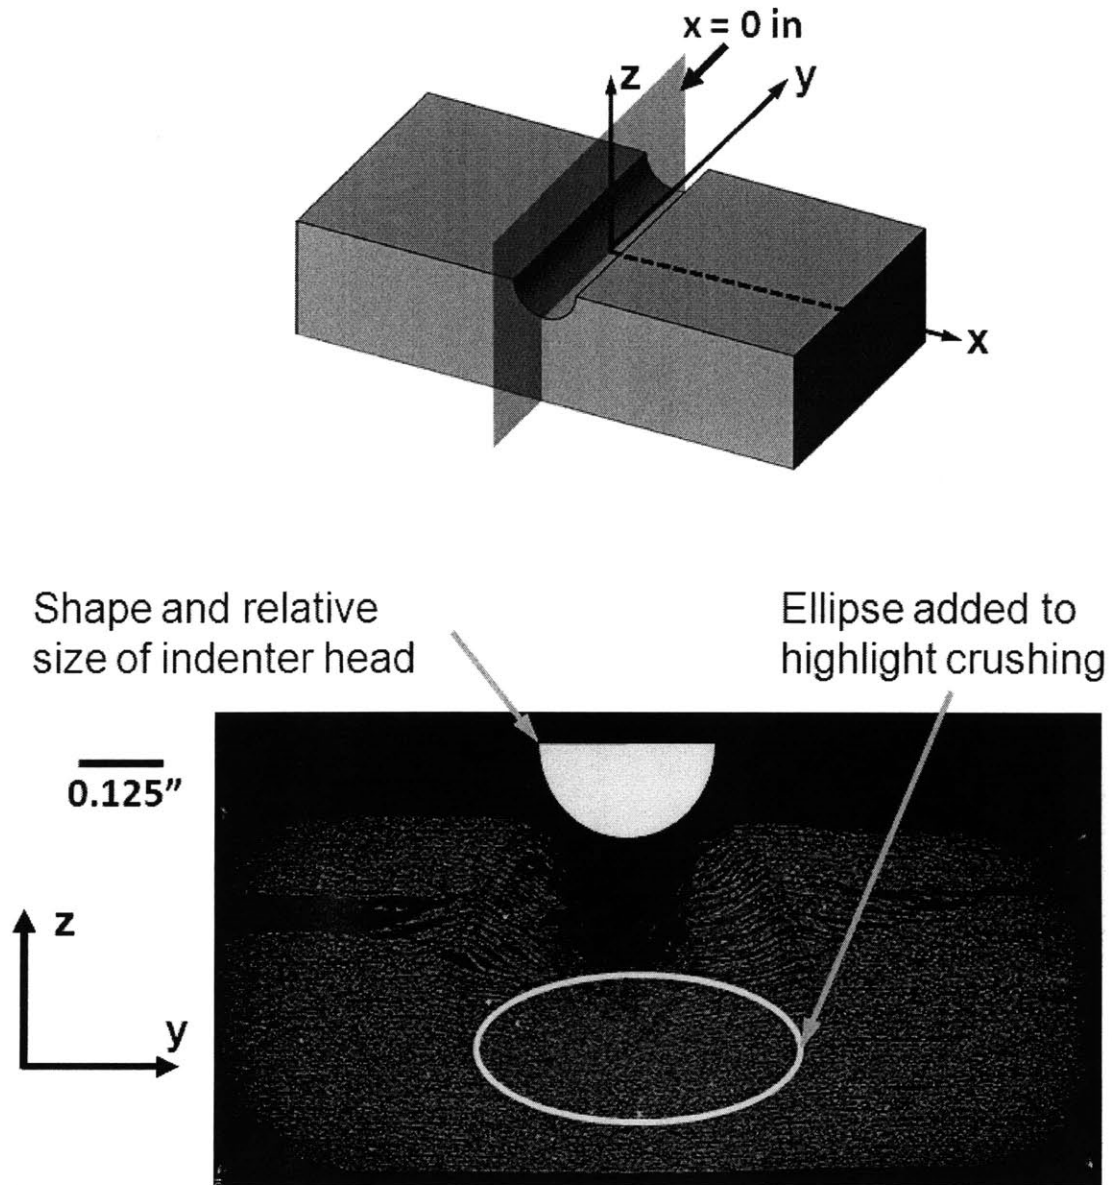 x = 0 in
z
y
x
Shape and relative
size of indenter head
Ellipse added to
highlight crushing
0.125”
z
y